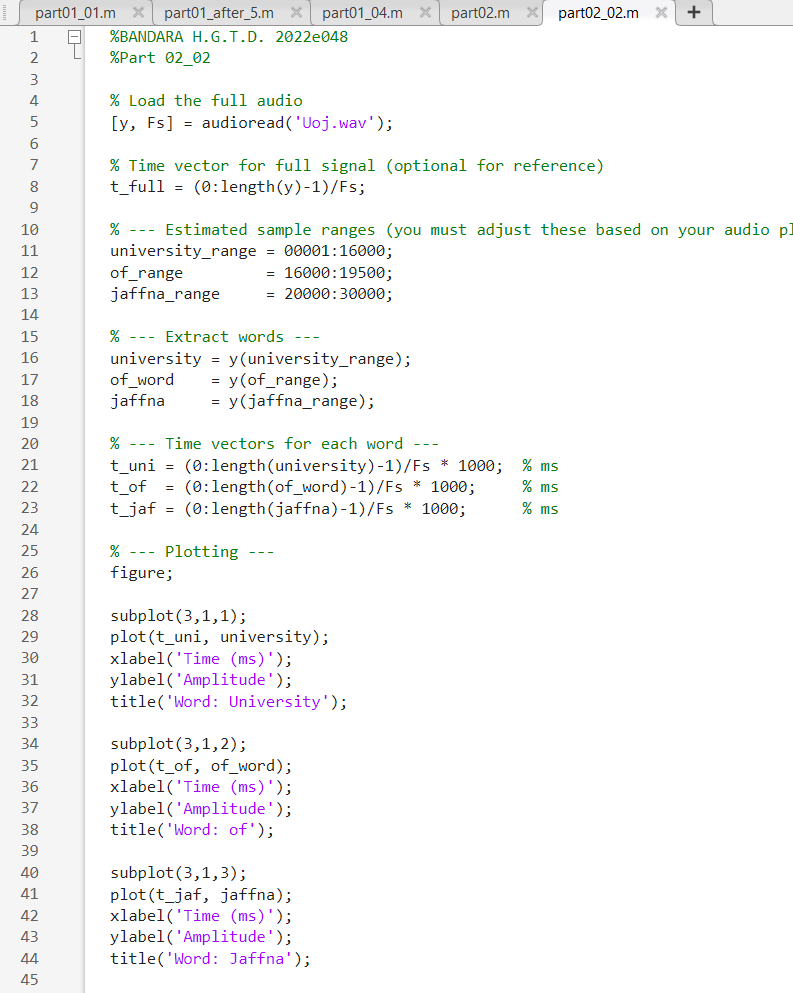 part01_01.m part01_after_5.m part01_04.m part02.m part02_02.m
1 %BANDARA H.G.T.D. 2022e048
2 %Part 02_02
3
4 % Load the full audio
5 [y, Fs] = audioread('Uoj.wav');
6
7 % Time vector for full signal (optional for reference)
8 t_full = (0:length(y)-1)/Fs;
9
10 % --- Estimated sample ranges (you must adjust these based on your audio pl
11 university_range = 00001:16000;
12 of_range         = 16000:19500;
13 jaffna_range     = 20000:30000;
14
15 % --- Extract words ---
16 university = y(university_range);
17 of_word    = y(of_range);
18 jaffna     = y(jaffna_range);
19
20 % --- Time vectors for each word ---
21 t_uni = (0:length(university)-1)/Fs * 1000;  % ms
22 t_of  = (0:length(of_word)-1)/Fs * 1000;     % ms
23 t_jaf = (0:length(jaffna)-1)/Fs * 1000;      % ms
24
25 % --- Plotting ---
26 figure;
27
28 subplot(3,1,1);
29 plot(t_uni, university);
30 xlabel('Time (ms)');
31 ylabel('Amplitude');
32 title('Word: University');
33
34 subplot(3,1,2);
35 plot(t_of, of_word);
36 xlabel('Time (ms)');
37 ylabel('Amplitude');
38 title('Word: of');
39
40 subplot(3,1,3);
41 plot(t_jaf, jaffna);
42 xlabel('Time (ms)');
43 ylabel('Amplitude');
44 title('Word: Jaffna');
45